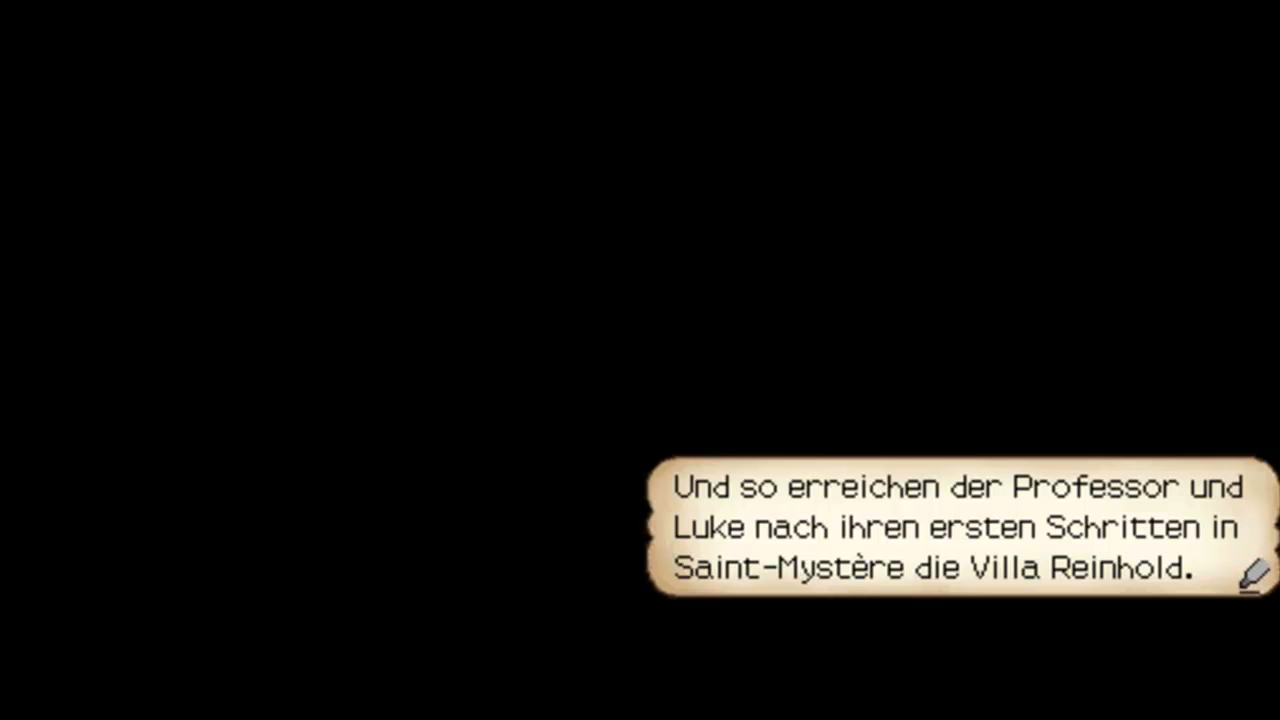 Und so erreichen der Professor und
Luke nach ihren ersten Schritten in
Saint-Mystère die Villa Reinhold.